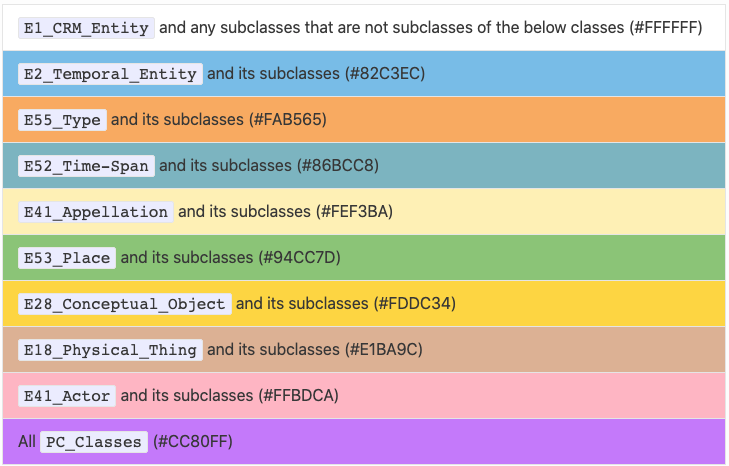 E1_CRM_Entity and any subclasses that are not subclasses of the below classes (#FFFFFF)
E2_Temporal_Entity and its subclasses (#82C3EC)
E55_Type and its subclasses (#FAB565)
E52_Time-Span and its subclasses (#86BCC8)
E41_Appellation and its subclasses (#FEF3BA)
E53_Place and its subclasses (#94CC7D)
E28_Conceptual_Object and its subclasses (#FDDC34)
E18_Physical_Thing and its subclasses (#E1BA9C)
E41_Actor and its subclasses (#FFBDCA)
All PC_Classes (#CC80FF)